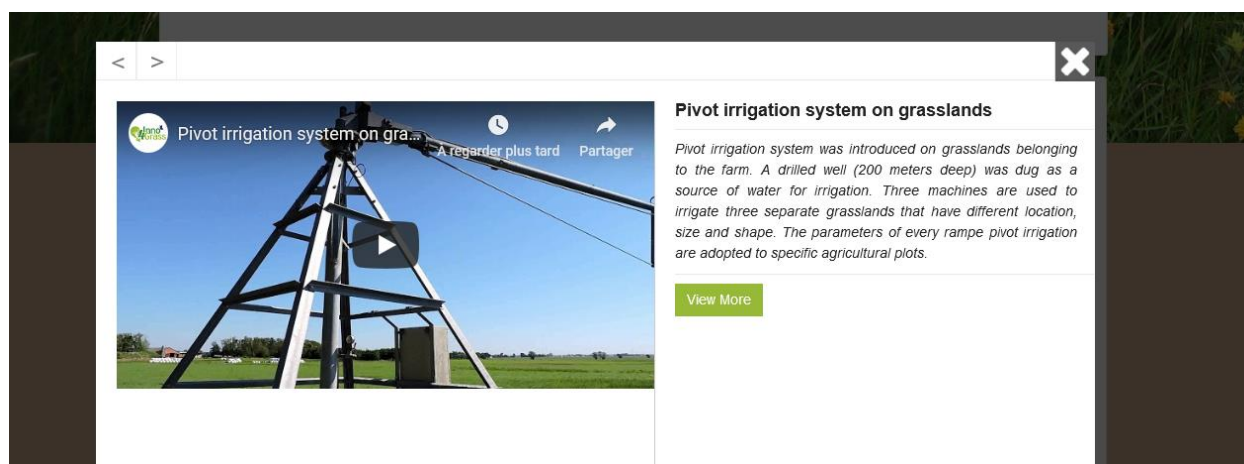 < >
Pivot irrigation system on grasslands
Inno4
Grass
Pivot irrigation system on gra...
A regarder plus tard
Partager
Pivot irrigation system was introduced on grasslands belonging
to the farm. A drilled well (200 meters deep) was dug as a
source of water for irrigation. Three machines are used to
irrigate three separate grasslands that have different location,
size and shape. The parameters of every rampe pivot irrigation
are adopted to specific agricultural plots.
View More